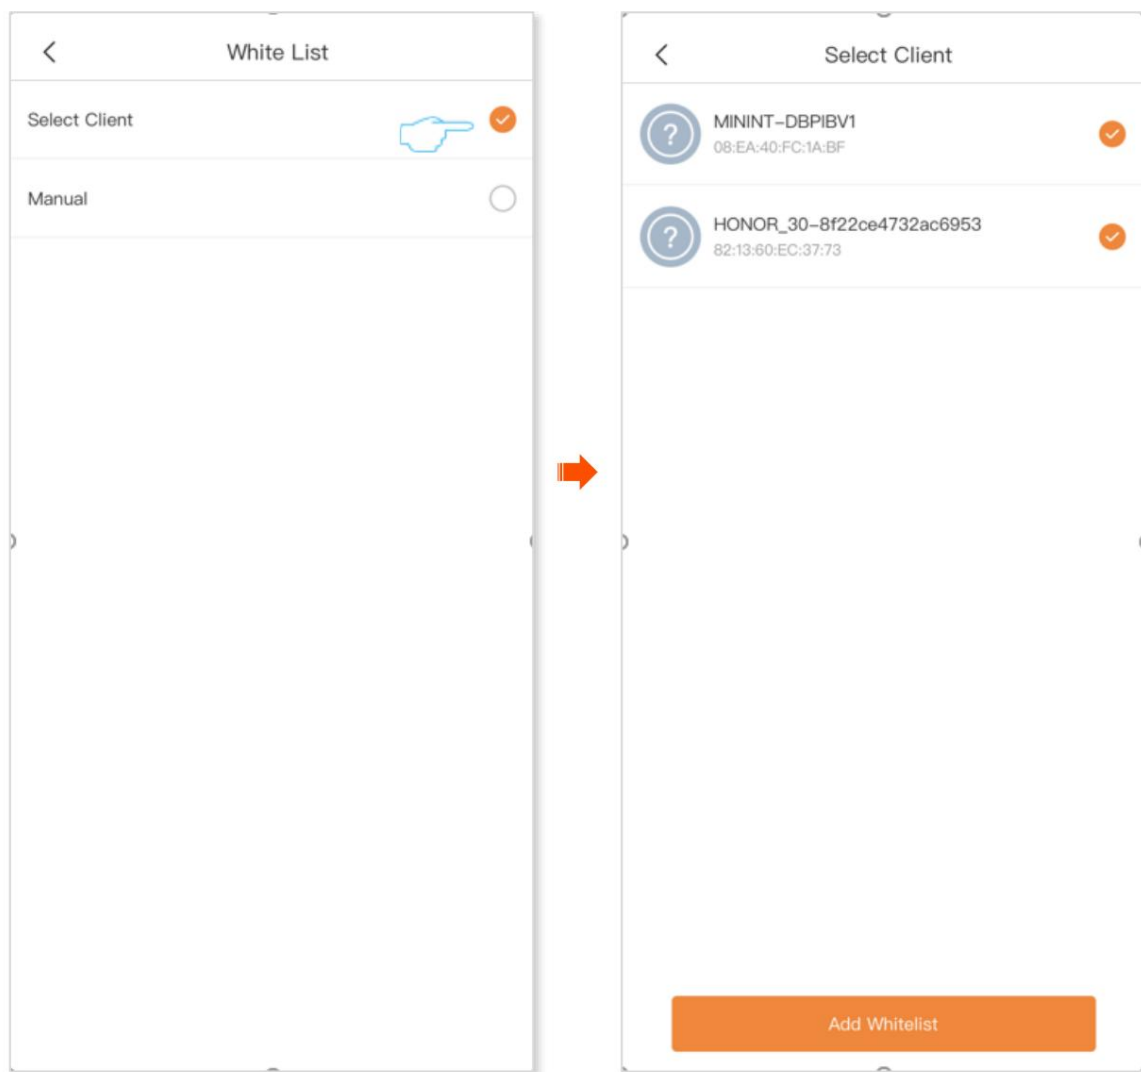 White List
Select Client
Manual
Select Client
MININT-DBPIBV1
08:EA:40:FC:1A:BF
HONOR_30-8f22ce4732ac6953
82:13:60:EC:37:73
Add Whitelist